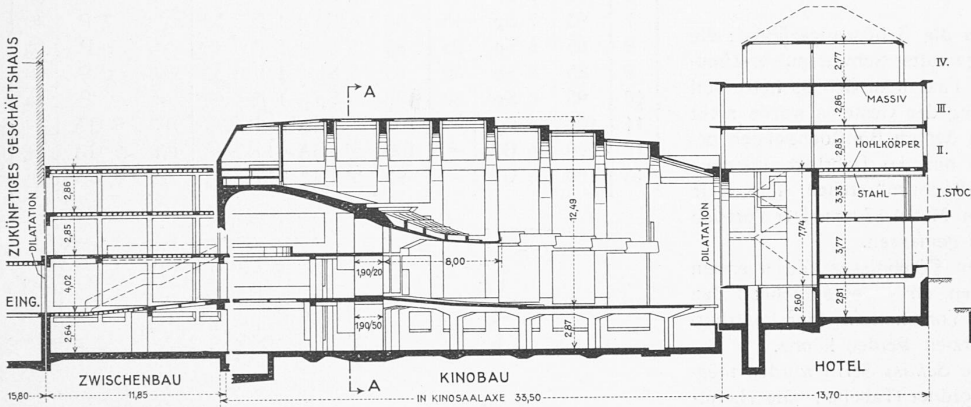 ZUKÜNFTIGES GESCHÄFTSHAUS
DILATATION
EING.
2,86
2,85
4,02
2,64
A
12,49
8,00
1,90/20
1,90/50
2,87
A
DILATATION
7,74
2,60
2,77
2,86
2,83
3,33
3,77
2,81
MASSIV
HOHLKÖRPER
STAHL
IV.
III.
II.
I.STOCK
ZWISCHENBAU
KINOBAU
HOTEL
15,80
11,85
IN KINOSAALAXE 33,50
13,70